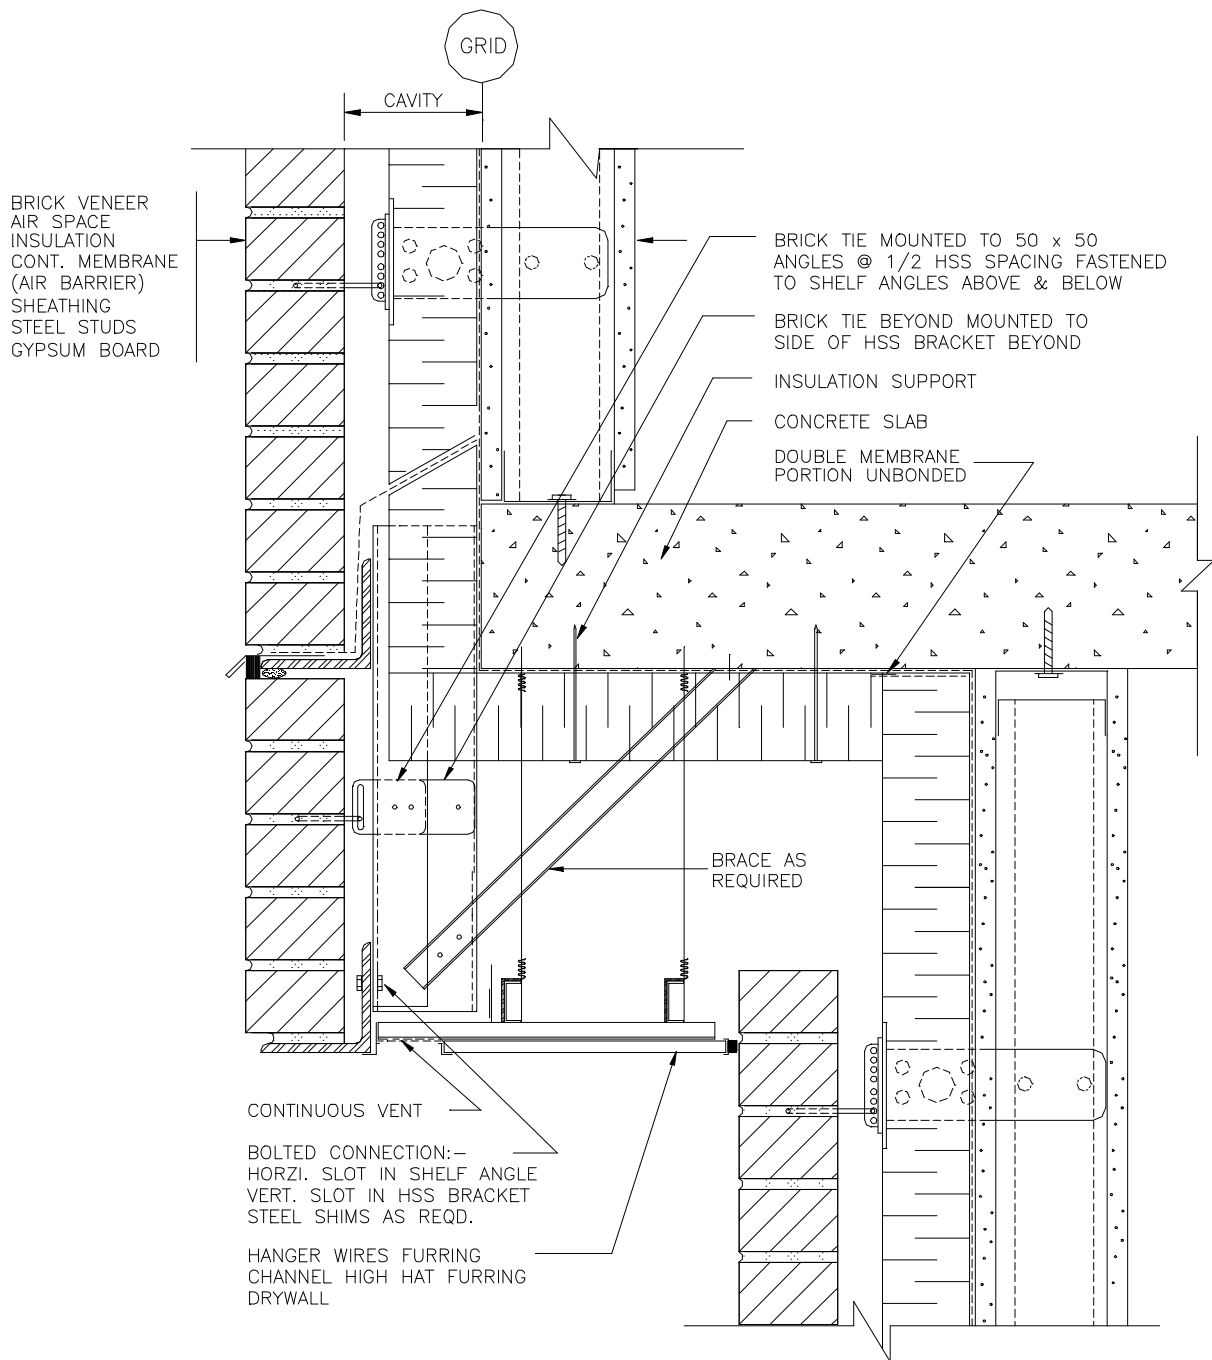 GRID
CAVITY
BRICK VENEER
AIR SPACE
INSULATION
CONT. MEMBRANE
(AIR BARRIER)
SHEATHING
STEEL STUDS
GYPSUM BOARD
BRICK TIE MOUNTED TO 50 x 50
ANGLES @ 1/2 HSS SPACING FASTENED
TO SHELF ANGLES ABOVE & BELOW
BRICK TIE BEYOND MOUNTED TO
SIDE OF HSS BRACKET BEYOND
INSULATION SUPPORT
CONCRETE SLAB
DOUBLE MEMBRANE
PORTION UNBONDED
BRACE AS
REQUIRED
CONTINUOUS VENT
BOLTED CONNECTION:–
HORZI. SLOT IN SHELF ANGLE
VERT. SLOT IN HSS BRACKET
STEEL SHIMS AS REQD.
HANGER WIRES FURRING
CHANNEL HIGH HAT FURRING
DRYWALL